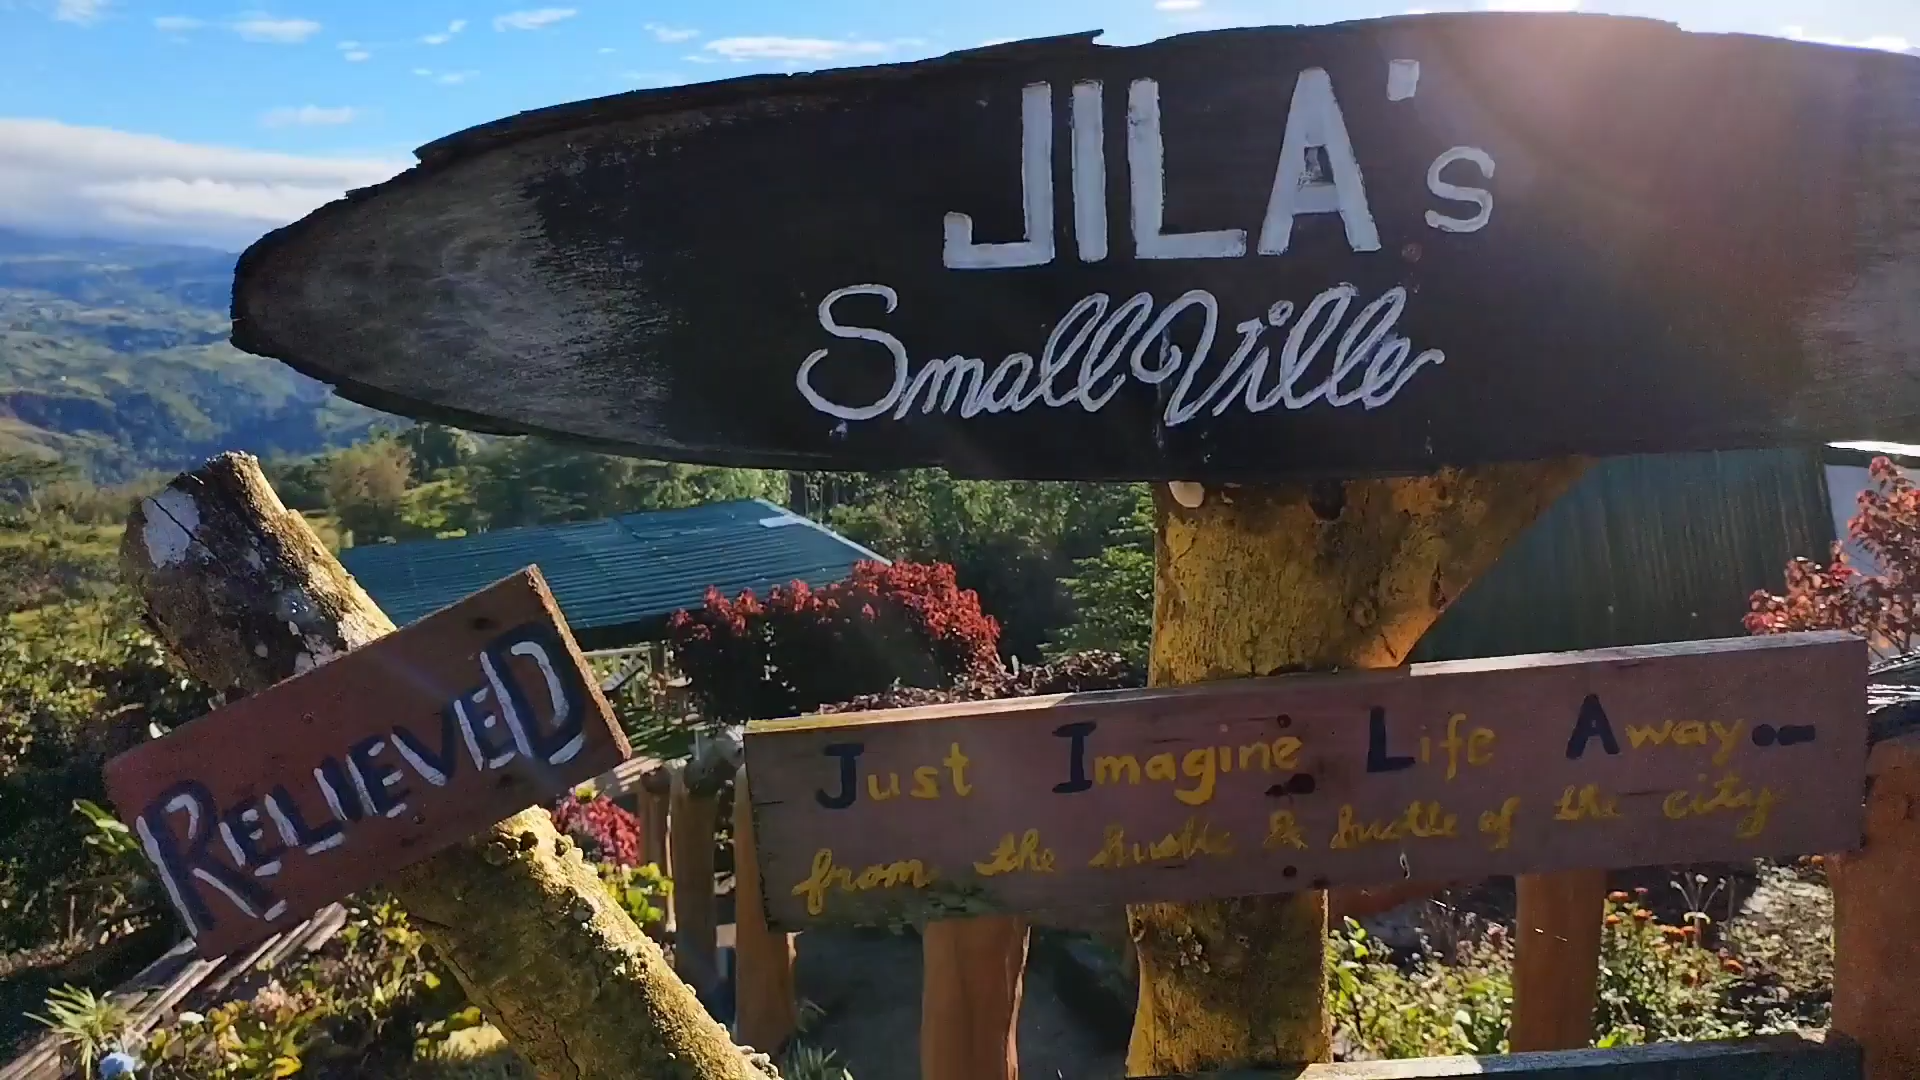 JILA's
SmallVille
RELIEVED
Just Imagine Life Away...
from the hustle & bustle of the city